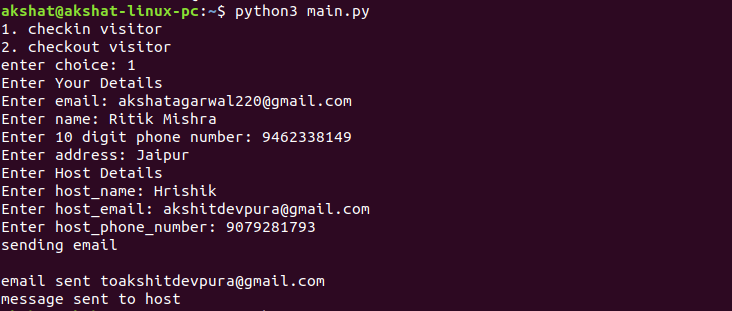 akshat@akshat-linux-pc:~$ python3 main.py
1. checkin visitor
2. checkout visitor
enter choice: 1
Enter Your Details
Enter email: akshatagarwal220@gmail.com
Enter name: Ritik Mishra
Enter 10 digit phone number: 9462338149
Enter address: Jaipur
Enter Host Details
Enter host_name: Hrishik
Enter host_email: akshitdevpura@gmail.com
Enter host_phone_number: 9079281793
sending email
email sent toakshitdevpura@gmail.com
message sent to host